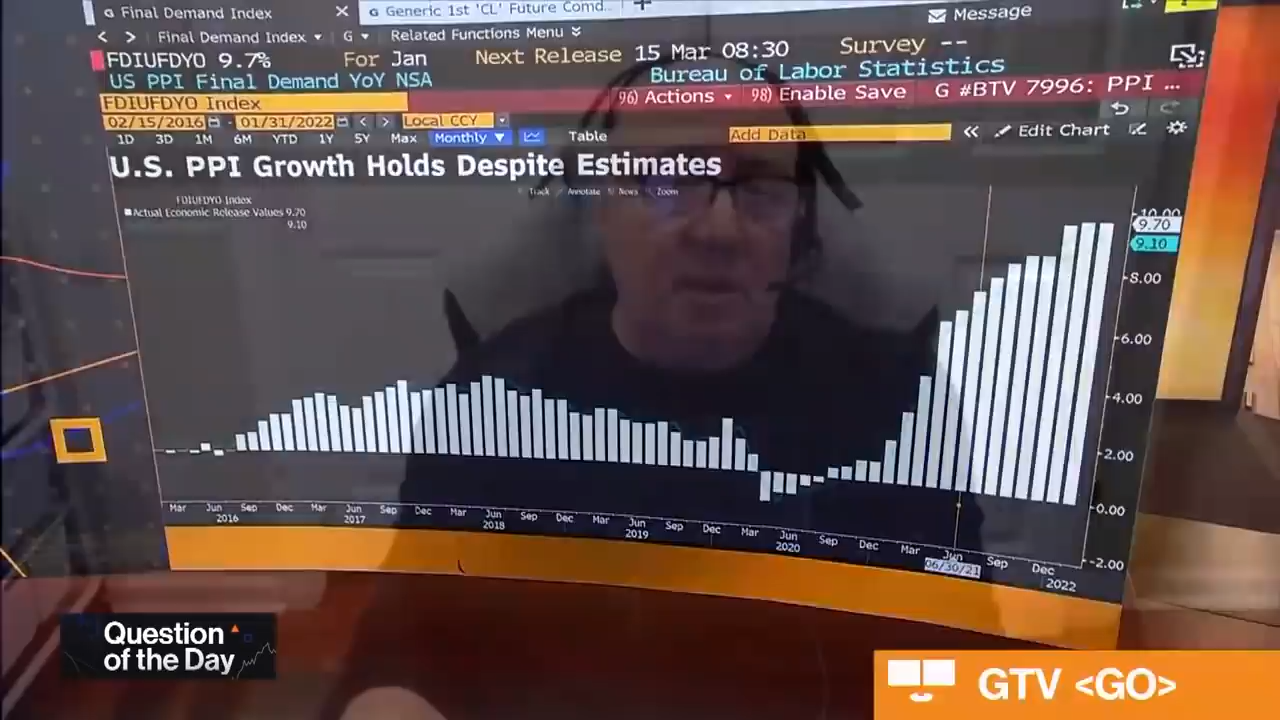 G Final Demand Index ×
G Generic 1st 'CL' Future Comd.. +
Message
< > Final Demand Index ▾ G ▾ Related Functions Menu
FDIUFDYO 9.7% For Jan Next Release 15 Mar 08:30 Survey --
US PPI Final Demand YoY NSA Bureau of Labor Statistics
FDIUFDYO Index 96) Actions ▾ 98) Enable Save G #BTV 7996: PPI ...
02/15/2016 - 01/31/2022 < > Local CCY
1D 3D 1M 6M YTD 1Y 5Y Max Monthly ▼ Table Add Data « Edit Chart
U.S. PPI Growth Holds Despite Estimates
Track Annotate News Zoom
FDIUFDYO Index
Actual Economic Release Values 9.70
9.10
10.00
9.70
9.10
8.00
6.00
4.00
2.00
0.00
-2.00
Mar Jun Sep Dec Mar Jun Sep Dec Mar Jun Sep Dec Mar Jun Sep Dec Mar Jun Sep Dec Mar Jun Sep Dec
2016 2017 2018 2019 2020 06/30/21 2022
Question
of the Day
GTV <GO>